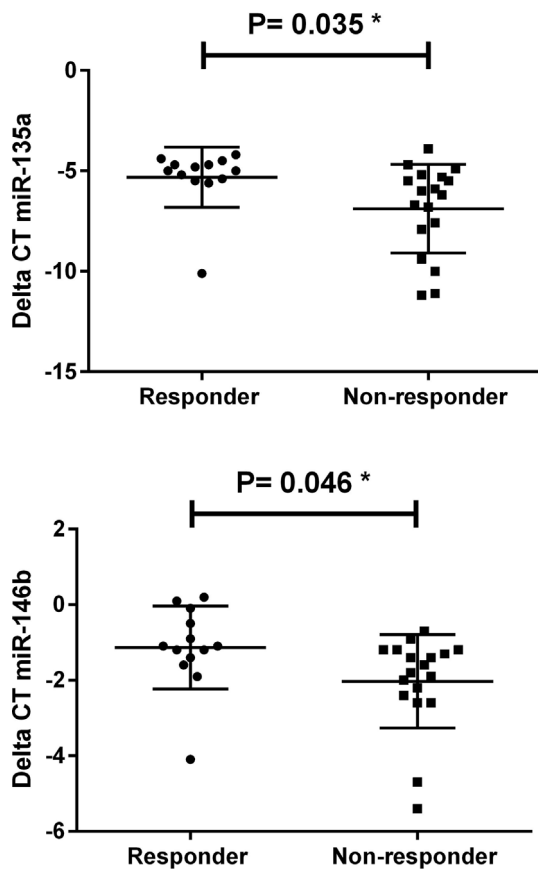 P= 0.035 *
Delta CT miR-135a
0
-5
-10
-15
Responder Non-responder
P= 0.046 *
Delta CT miR-146b
2
0
-2
-4
-6
Responder Non-responder